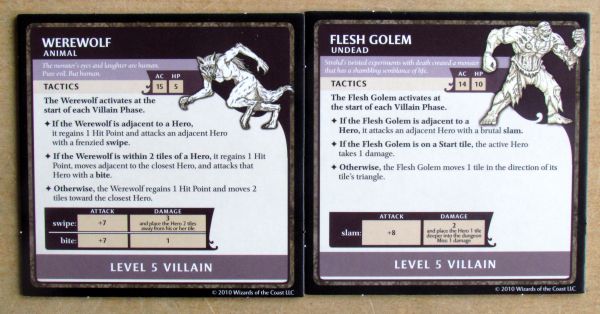 WEREWOLF
ANIMAL
The monster's eyes and laughter are human.
Pure evil. But human.
AC HP
TACTICS 15 5
The Werewolf activates at the
start of each Villain Phase.
✦ If the Werewolf is adjacent to a Hero,
it regains 1 Hit Point and attacks an adjacent Hero
with a frenzied swipe.
✦ If the Werewolf is within 2 tiles of a Hero, it regains 1 Hit
Point, moves adjacent to the closest Hero, and attacks that
Hero with a bite.
✦ Otherwise, the Werewolf regains 1 Hit Point and moves 2
tiles toward the closest Hero.
ATTACK DAMAGE
swipe: +7
and place the Hero 2 tiles
away from his or her tile.
bite: +7 1
LEVEL 5 VILLAIN
© 2010 Wizards of the Coast LLC
FLESH GOLEM
UNDEAD
Strahd's twisted experiments with death created a monster
that has a shambling semblance of life.
AC HP
TACTICS 14 10
The Flesh Golem activates at
the start of each Villain Phase.
✦ If the Flesh Golem is adjacent to a
Hero, it attacks an adjacent Hero with a brutal slam.
✦ If the Flesh Golem is on a Start tile, the active Hero
takes 1 damage.
✦ Otherwise, the Flesh Golem moves 1 tile in the direction of its
tile's triangle.
ATTACK DAMAGE
2
slam: +8 and place the Hero 1 tile
deeper into the dungeon
Miss: 1 damage
LEVEL 5 VILLAIN
© 2010 Wizards of the Coast LLC